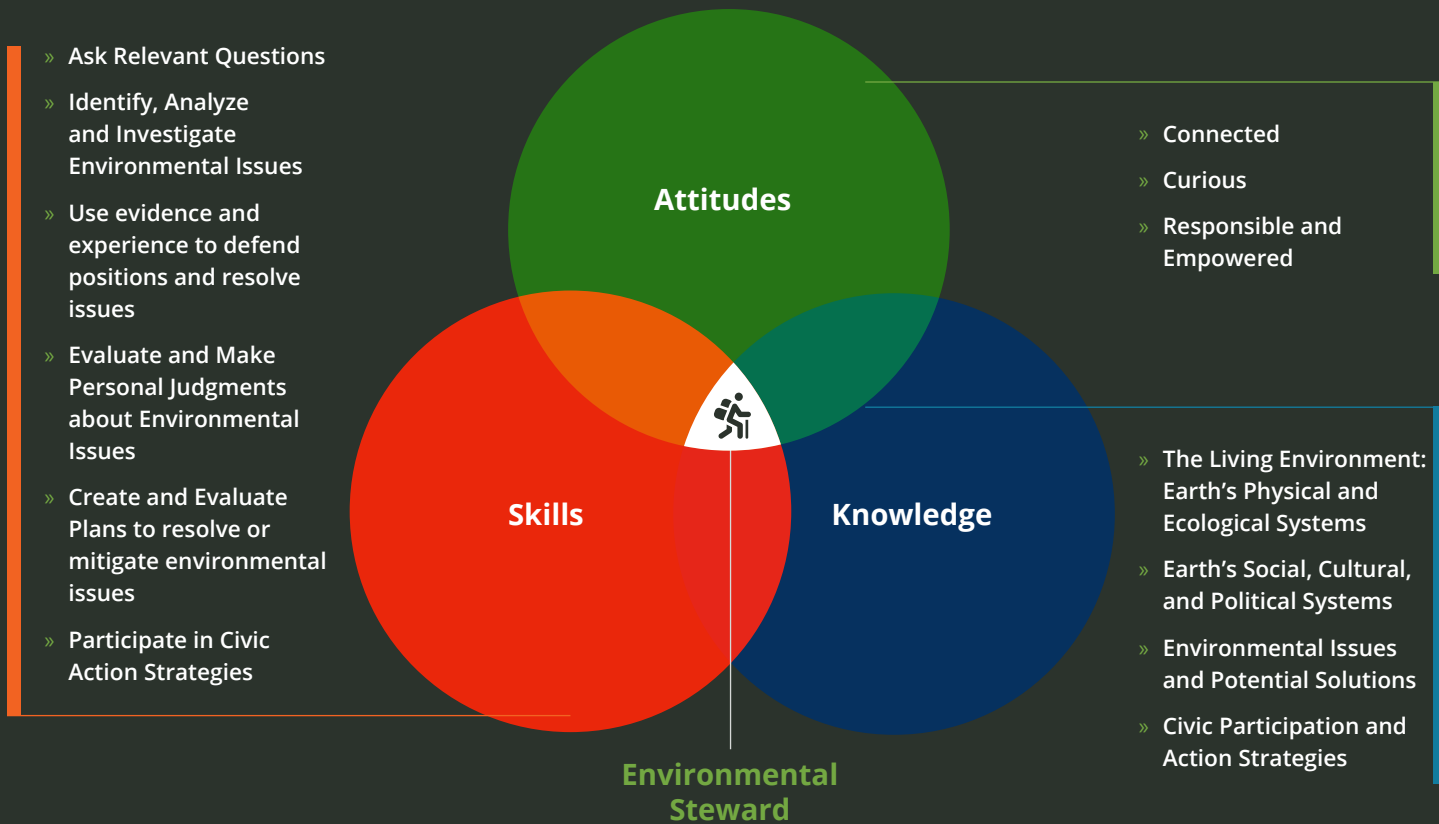 » Ask Relevant Questions
» Identify, Analyze
and Investigate
Environmental Issues
» Use evidence and
experience to defend
positions and resolve
issues
» Evaluate and Make
Personal Judgments
about Environmental
Issues
» Create and Evaluate
Plans to resolve or
mitigate environmental
issues
» Participate in Civic
Action Strategies
Attitudes
Skills
Knowledge
Environmental
Steward
» Connected
» Curious
» Responsible and
Empowered
» The Living Environment:
Earth’s Physical and
Ecological Systems
» Earth’s Social, Cultural,
and Political Systems
» Environmental Issues
and Potential Solutions
» Civic Participation and
Action Strategies